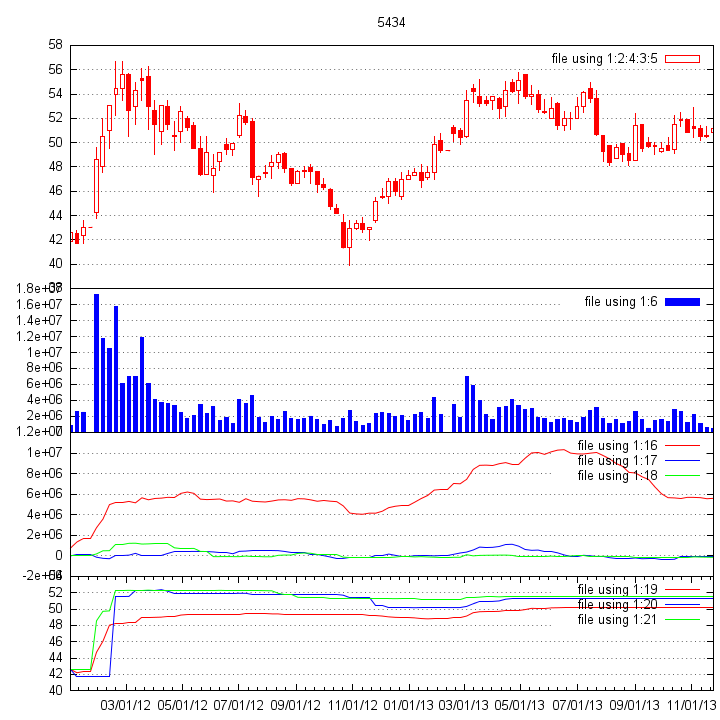 5434
58
file using 1:2:4:3:5
56
54
52
50
48
46
44
42
40
38
1.8e+07
file using 1:6
1.6e+07
1.4e+07
1.2e+07
1e+07
8e+06
6e+06
4e+06
2e+06
0
1.2e+07
file using 1:16
1e+07
file using 1:17
8e+06
file using 1:18
6e+06
4e+06
2e+06
0
-2e+06
54
file using 1:19
52
file using 1:20
50
file using 1:21
48
46
44
42
40
03/01/12 05/01/12 07/01/12 09/01/12 11/01/12 01/01/13 03/01/13 05/01/13 07/01/13 09/01/13 11/01/13